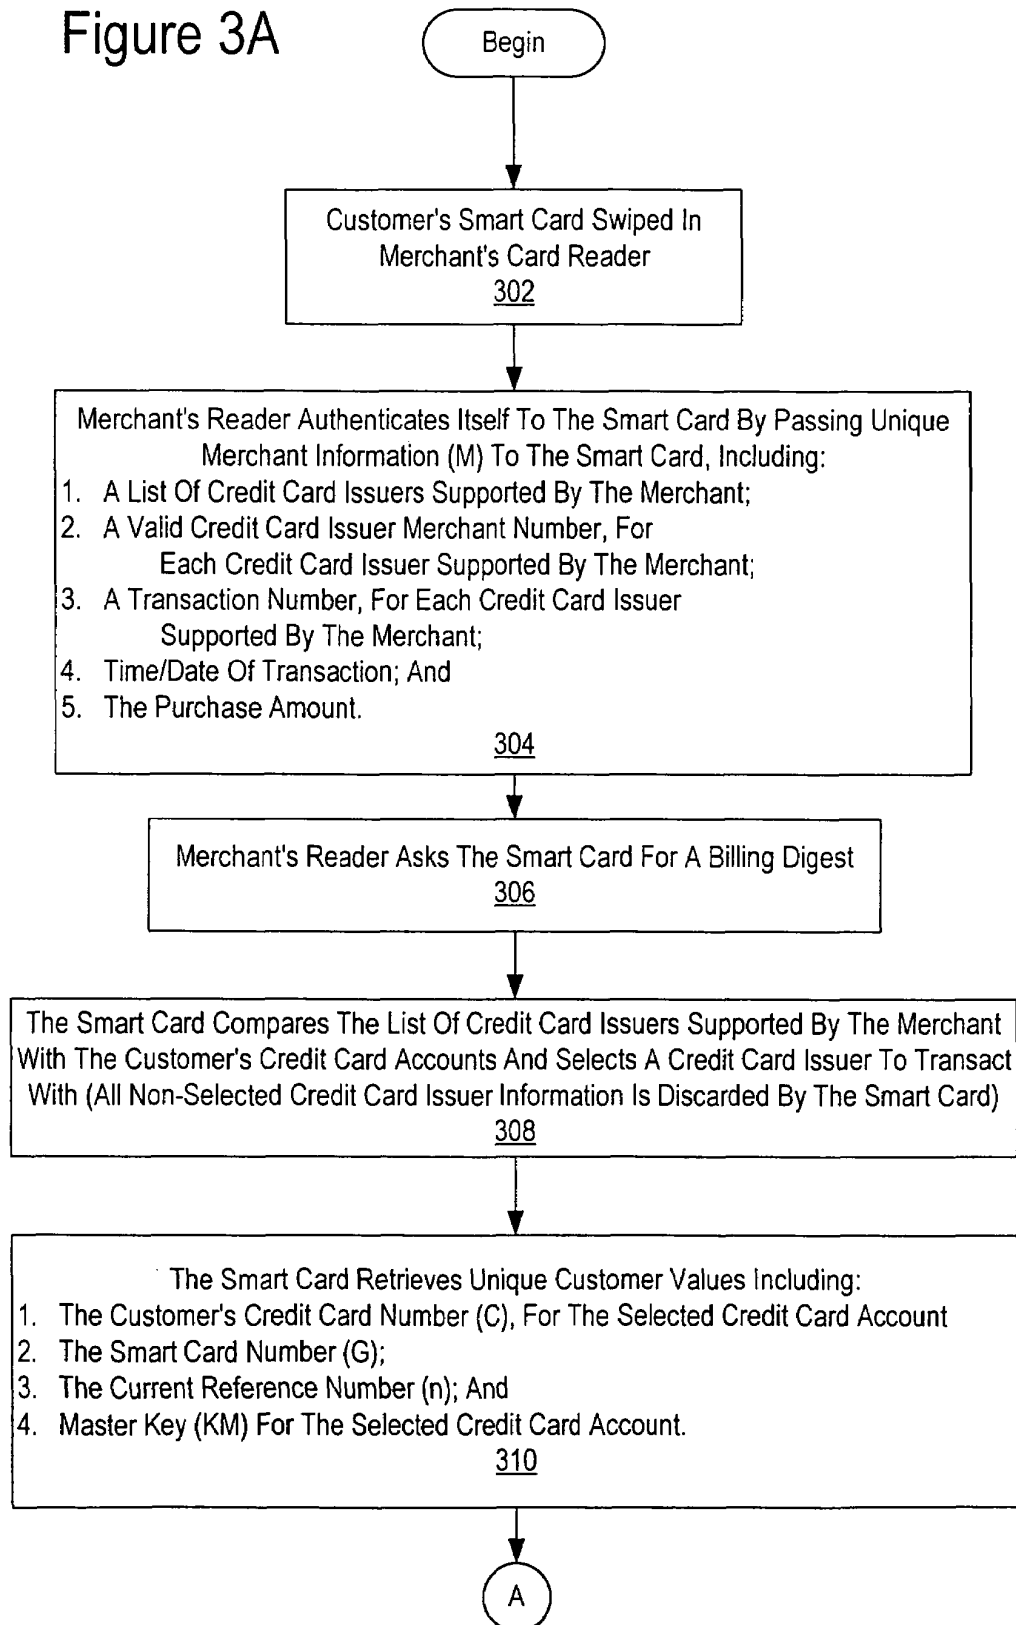 Figure 3A
Begin
Customer's Smart Card Swiped In
Merchant's Card Reader
302
Merchant's Reader Authenticates Itself To The Smart Card By Passing Unique
Merchant Information (M) To The Smart Card, Including:
1. A List Of Credit Card Issuers Supported By The Merchant;
2. A Valid Credit Card Issuer Merchant Number, For
Each Credit Card Issuer Supported By The Merchant;
3. A Transaction Number, For Each Credit Card Issuer
Supported By The Merchant;
4. Time/Date Of Transaction; And
5. The Purchase Amount.
304
Merchant's Reader Asks The Smart Card For A Billing Digest
306
The Smart Card Compares The List Of Credit Card Issuers Supported By The Merchant
With The Customer's Credit Card Accounts And Selects A Credit Card Issuer To Transact
With (All Non-Selected Credit Card Issuer Information Is Discarded By The Smart Card)
308
The Smart Card Retrieves Unique Customer Values Including:
1. The Customer's Credit Card Number (C), For The Selected Credit Card Account
2. The Smart Card Number (G);
3. The Current Reference Number (n); And
4. Master Key (KM) For The Selected Credit Card Account.
310
A